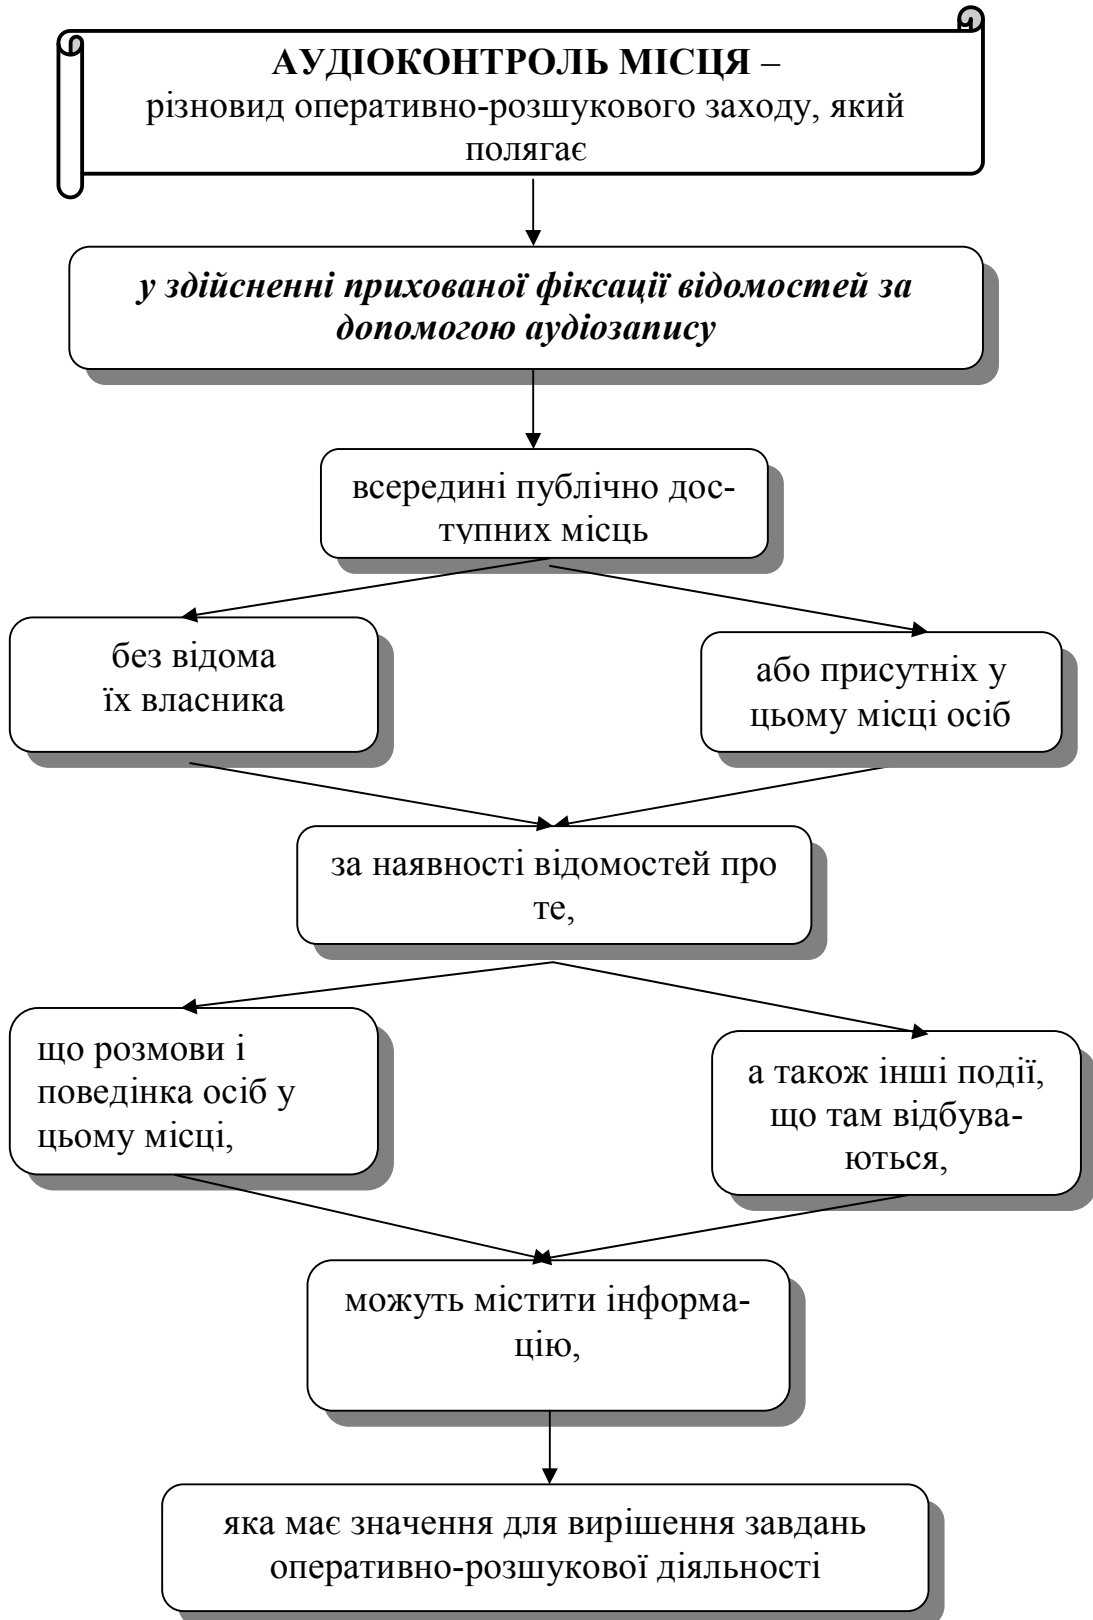 АУДІОКОНТРОЛЬ МІСЦЯ –
різновид оперативно-розшукового заходу, який
полягає
у здійсненні прихованої фіксації відомостей за
допомогою аудіозапису
всередині публічно дос-
тупних місць
без відома
їх власника
або присутніх у
цьому місці осіб
за наявності відомостей про
те,
що розмови і
поведінка осіб у
цьому місці,
а також інші події,
що там відбува-
ються,
можуть містити інформа-
цію,
яка має значення для вирішення завдань
оперативно-розшукової діяльності